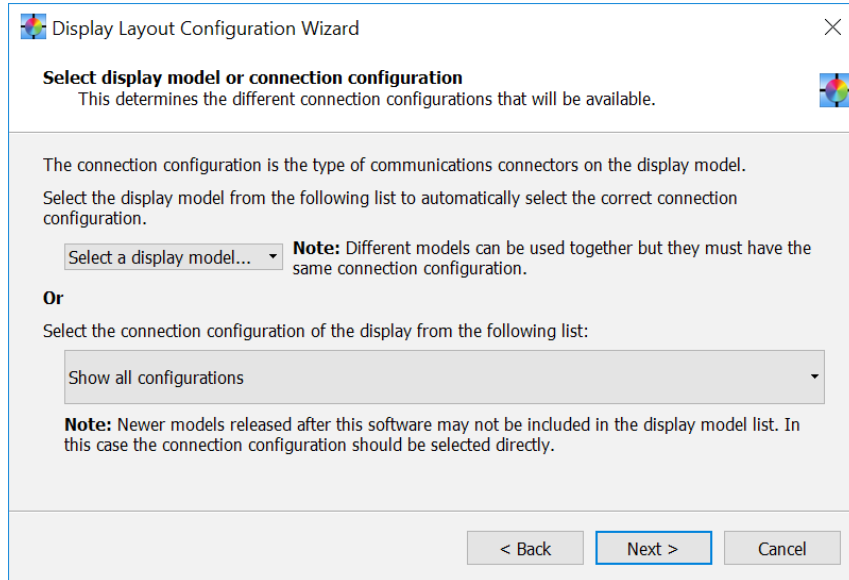 Display Layout Configuration Wizard
Select display model or connection configuration
This determines the different connection configurations that will be available.
The connection configuration is the type of communications connectors on the display model.
Select the display model from the following list to automatically select the correct connection
configuration.
Select a display model...
Note: Different models can be used together but they must have the
same connection configuration.
Or
Select the connection configuration of the display from the following list:
Show all configurations
Note: Newer models released after this software may not be included in the display model list. In
this case the connection configuration should be selected directly.
< Back
Next >
Cancel